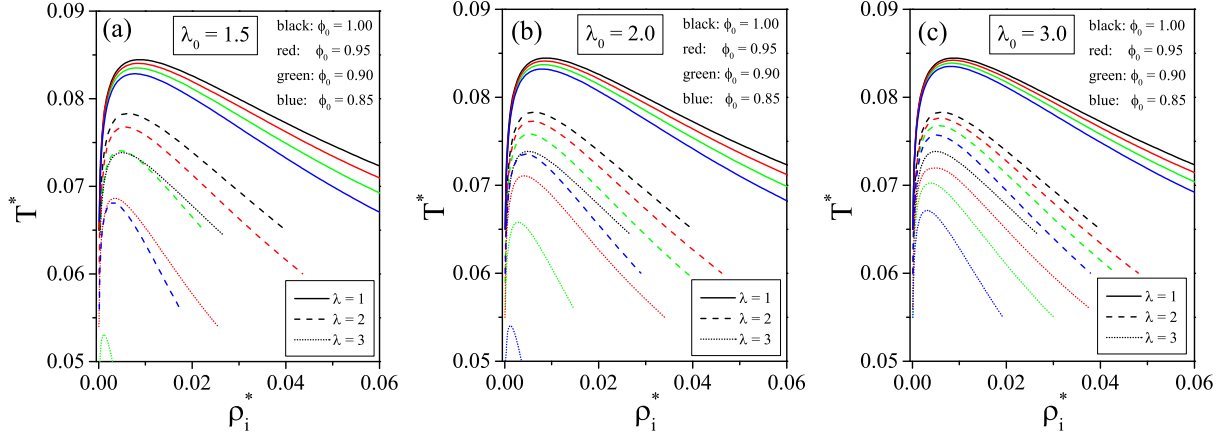 (a)
λ₀ = 1.5
black: ϕ₀ = 1.00
red: ϕ₀ = 0.95
green: ϕ₀ = 0.90
blue: ϕ₀ = 0.85
0.09
0.08
0.07
0.06
0.05
T*
λ = 1
λ = 2
λ = 3
0.00 0.02 0.04 0.06
ρᵢ*
(b)
λ₀ = 2.0
black: ϕ₀ = 1.00
red: ϕ₀ = 0.95
green: ϕ₀ = 0.90
blue: ϕ₀ = 0.85
0.09
0.08
0.07
0.06
0.05
T*
λ = 1
λ = 2
λ = 3
0.00 0.02 0.04 0.06
ρᵢ*
(c)
λ₀ = 3.0
black: ϕ₀ = 1.00
red: ϕ₀ = 0.95
green: ϕ₀ = 0.90
blue: ϕ₀ = 0.85
0.09
0.08
0.07
0.06
0.05
T*
λ = 1
λ = 2
λ = 3
0.00 0.02 0.04 0.06
ρᵢ*